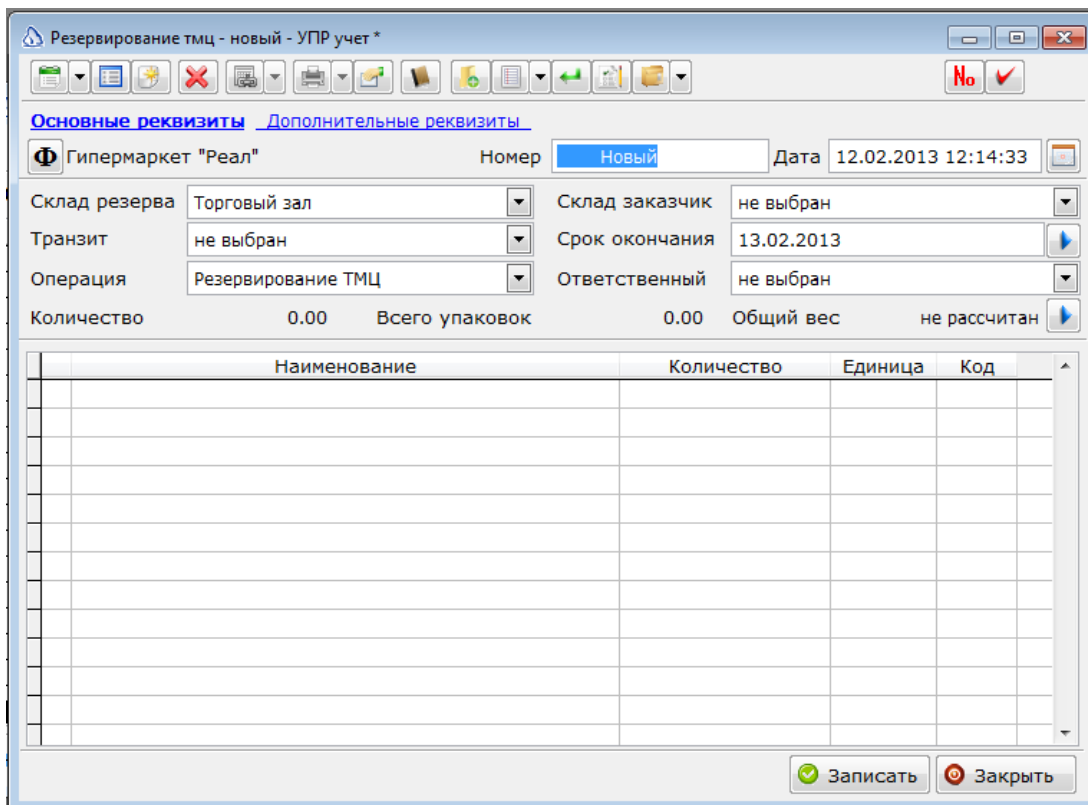 Резервирование тмц - новый - УПР учет *
No
Основные реквизиты Дополнительные реквизиты
Ф Гипермаркет "Реал" Номер Новый Дата 12.02.2013 12:14:33
Склад резерва Торговый зал Склад заказчик не выбран
Транзит не выбран Срок окончания 13.02.2013
Операция Резервирование ТМЦ Ответственный не выбран
Количество 0.00 Всего упаковок 0.00 Общий вес не рассчитан
Наименование Количество Единица Код
Записать Закрыть